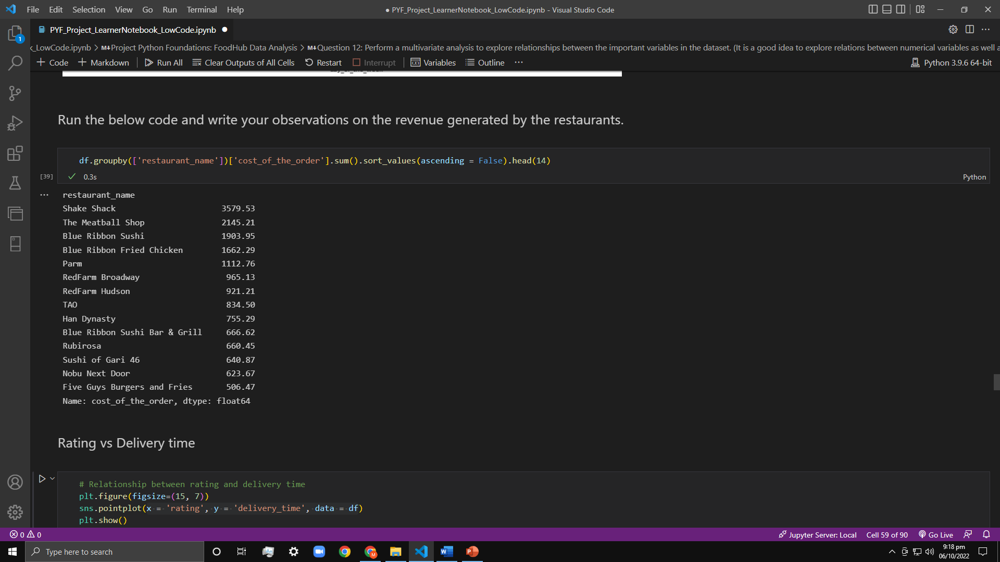 File Edit Selection View Go Run Terminal Help
● PYF_Project_LearnerNotebook_LowCode.ipynb - Visual Studio Code
PYF_Project_LearnerNotebook_LowCode.ipynb ●
k_LowCode.ipynb > M↓Project Python Foundations: FoodHub Data Analysis > M↓Question 12: Perform a multivariate analysis to explore relationships between the important variables in the dataset. (It is a good idea to explore relations between numerical variables as well a
+ Code + Markdown | Run All Clear Outputs of All Cells Restart Interrupt | Variables Outline ...
Python 3.9.6 64-bit
Run the below code and write your observations on the revenue generated by the restaurants.
df.groupby(['restaurant_name'])['cost_of_the_order'].sum().sort_values(ascending = False).head(14)
[39] ✓ 0.3s
Python
... restaurant_name
Shake Shack 3579.53
The Meatball Shop 2145.21
Blue Ribbon Sushi 1903.95
Blue Ribbon Fried Chicken 1662.29
Parm 1112.76
RedFarm Broadway 965.13
RedFarm Hudson 921.21
TAO 834.50
Han Dynasty 755.29
Blue Ribbon Sushi Bar & Grill 666.62
Rubirosa 660.45
Sushi of Gari 46 640.87
Nobu Next Door 623.67
Five Guys Burgers and Fries 506.47
Name: cost_of_the_order, dtype: float64
Rating vs Delivery time
# Relationship between rating and delivery time
plt.figure(figsize=(15, 7))
sns.pointplot(x = 'rating', y = 'delivery_time', data = df)
plt.show()
0 0
Jupyter Server: Local Cell 59 of 90 Go Live
Type here to search
9:18 pm
06/10/2022